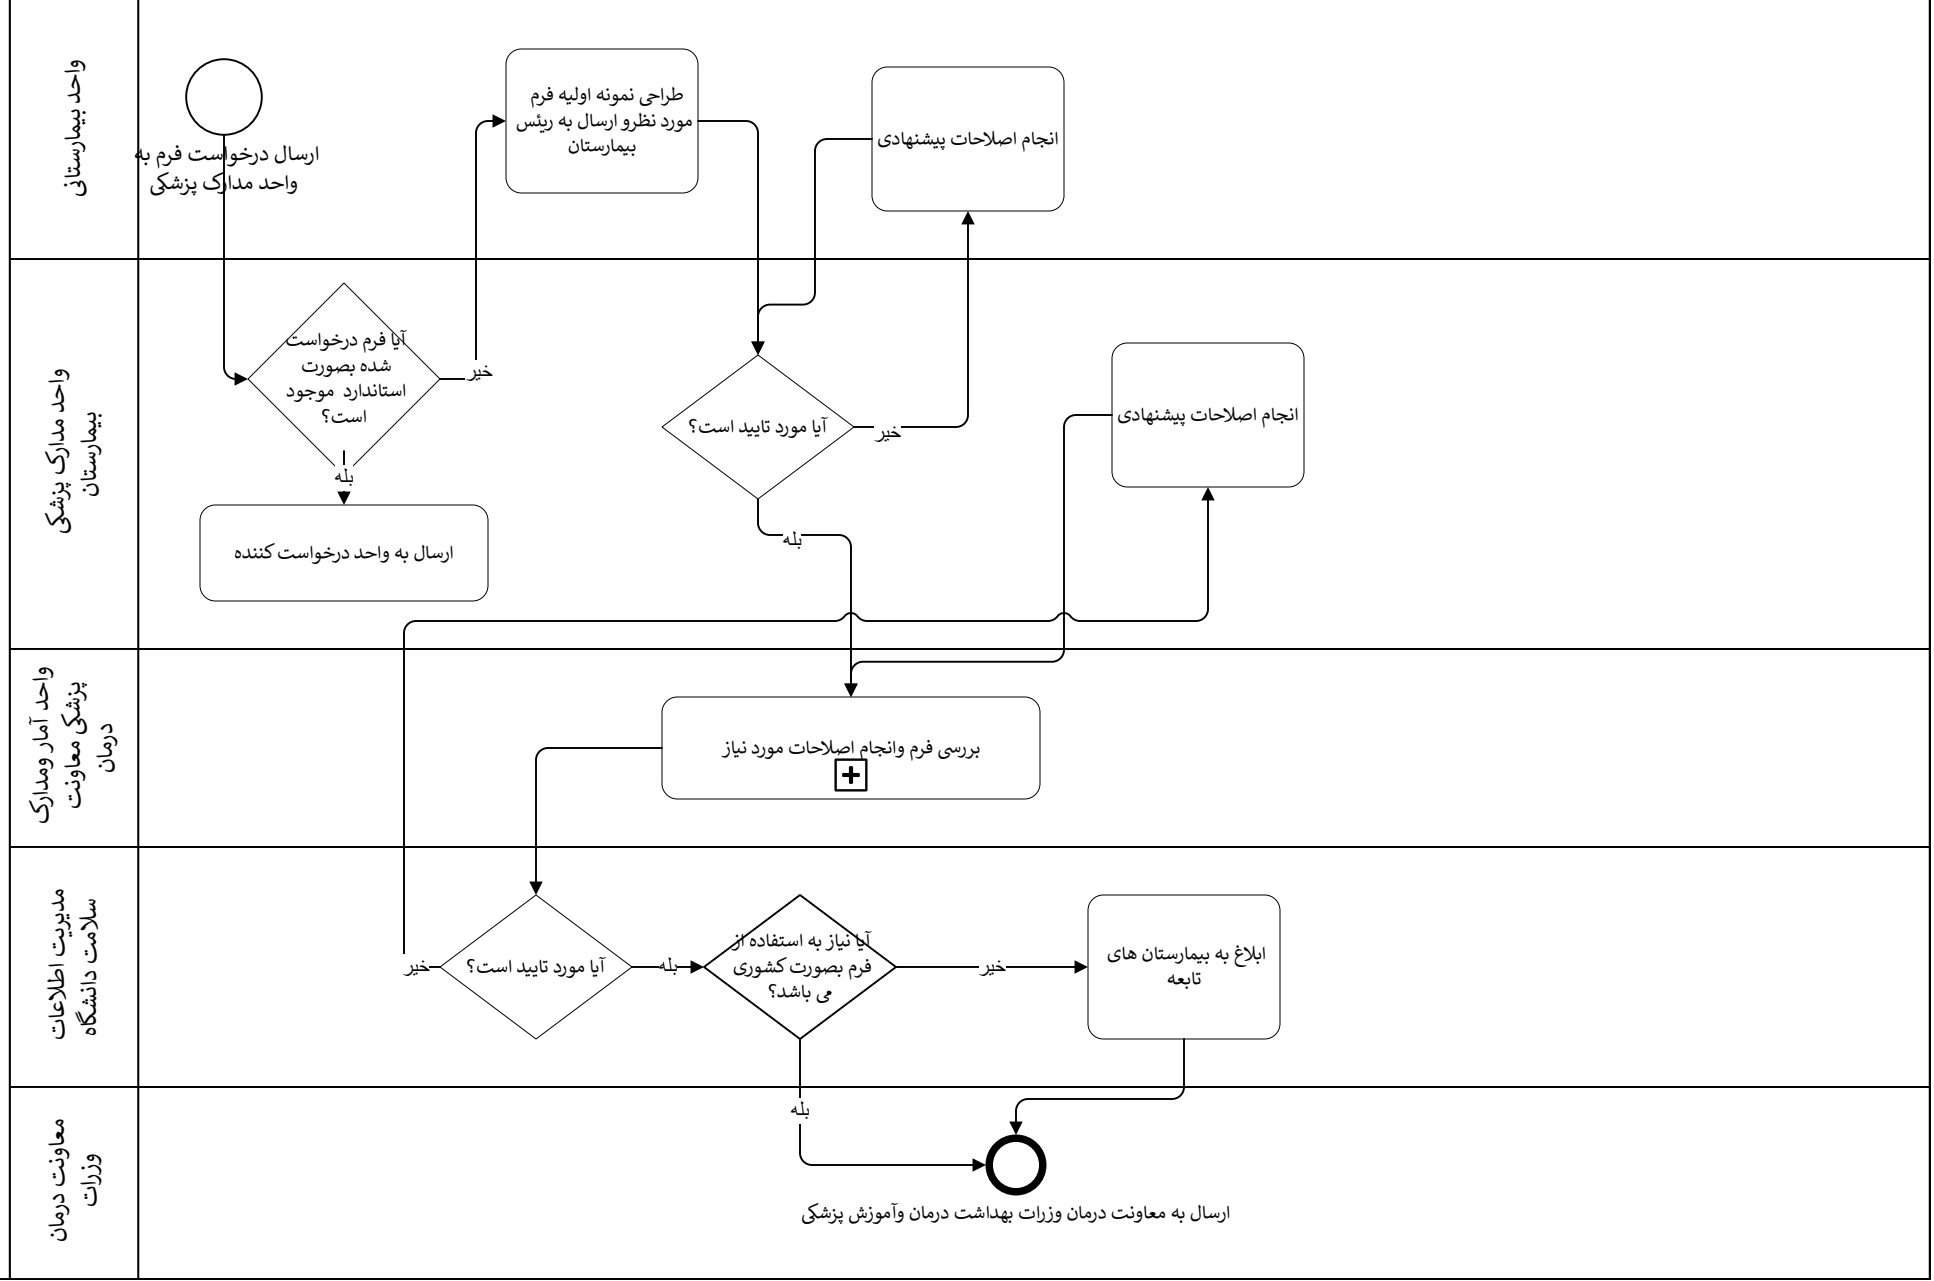 واحد بیمارستانی
ارسال درخواست فرم به
واحد مدارک پزشکی
طراحی نمونه اولیه فرم
مورد نظرو ارسال به رئس
بیمارستان
انجام اصلاحات پیشنهادی
واحد مدارک پزشکی
بیمارستان
آیا فرم درخواست
شده بصورت
استاندارد موجود
است؟
خیر
بله
ارسال به واحد درخواست کننده
آیا مورد تایید است؟
خیر
بله
انجام اصلاحات پیشنهادی
واحد آمار ومدارک
پزشکی معاونت
درمان
بررسی فرم وانجام اصلاحات مورد نیاز
مدیریت اطلاعات
سلامت دانشگاه
خیر
آیا مورد تایید است؟
بله
آیا نیاز به استفاده از
فرم بصورت کشوری
می باشد؟
خیر
ابلاغ به بیمارستان های
تابعه
معاونت درمان
وزرات
بله
ارسال به معاونت درمان وزرات بهداشت درمان وآموزش پزشکی